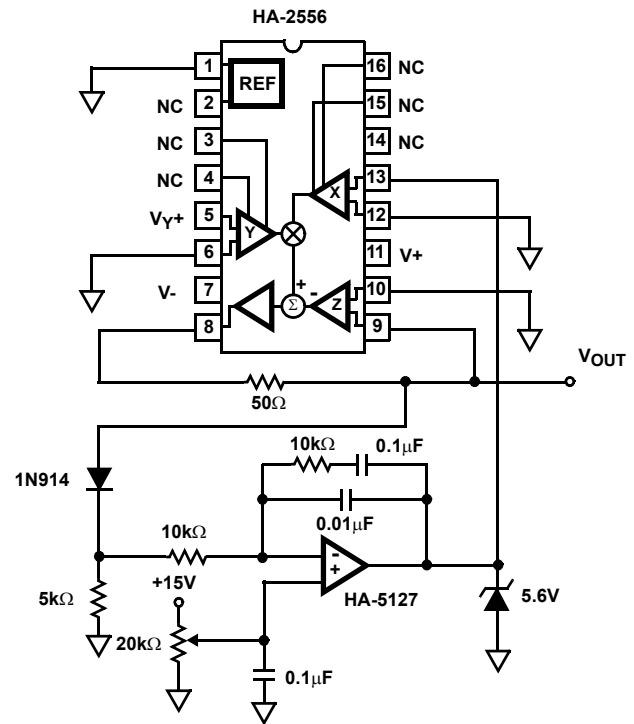 HA-2556
1
REF
16
NC
NC
2
15
NC
NC
3
14
NC
NC
4
13
X
VY+
5
Y
12
6
11
V+
V-
7
+
-
10
Σ
Z
8
9
VOUT
50Ω
10kΩ
0.1μF
1N914
0.01μF
10kΩ
-
+
+15V
HA-5127
5.6V
5kΩ
20kΩ
0.1μF